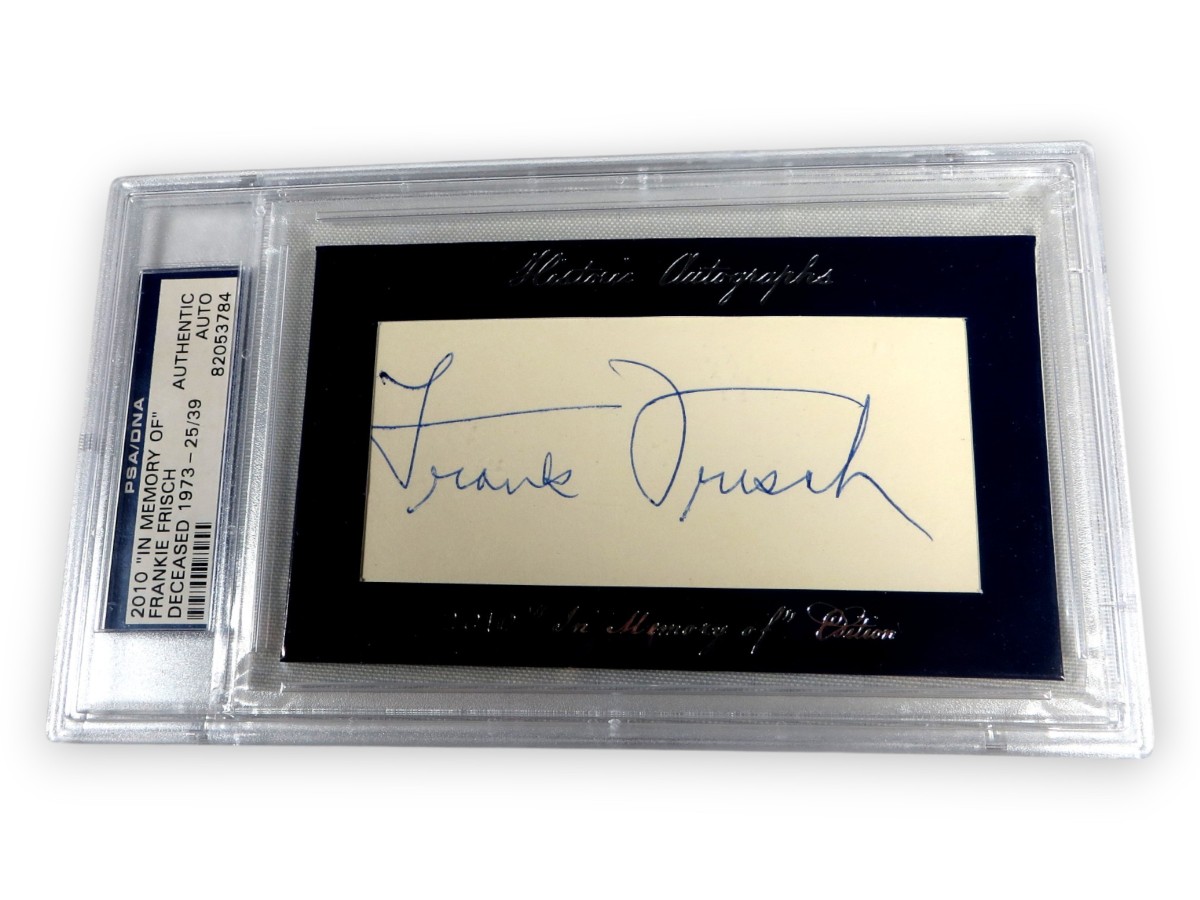 PSA/DNA
2010 "IN MEMORY OF"
FRANKIE FRISCH
DECEASED 1973 - 25/39
AUTHENTIC
AUTO
82053784
Historic Autographs
Frank Frisch
2010 "In Memory of" Edition